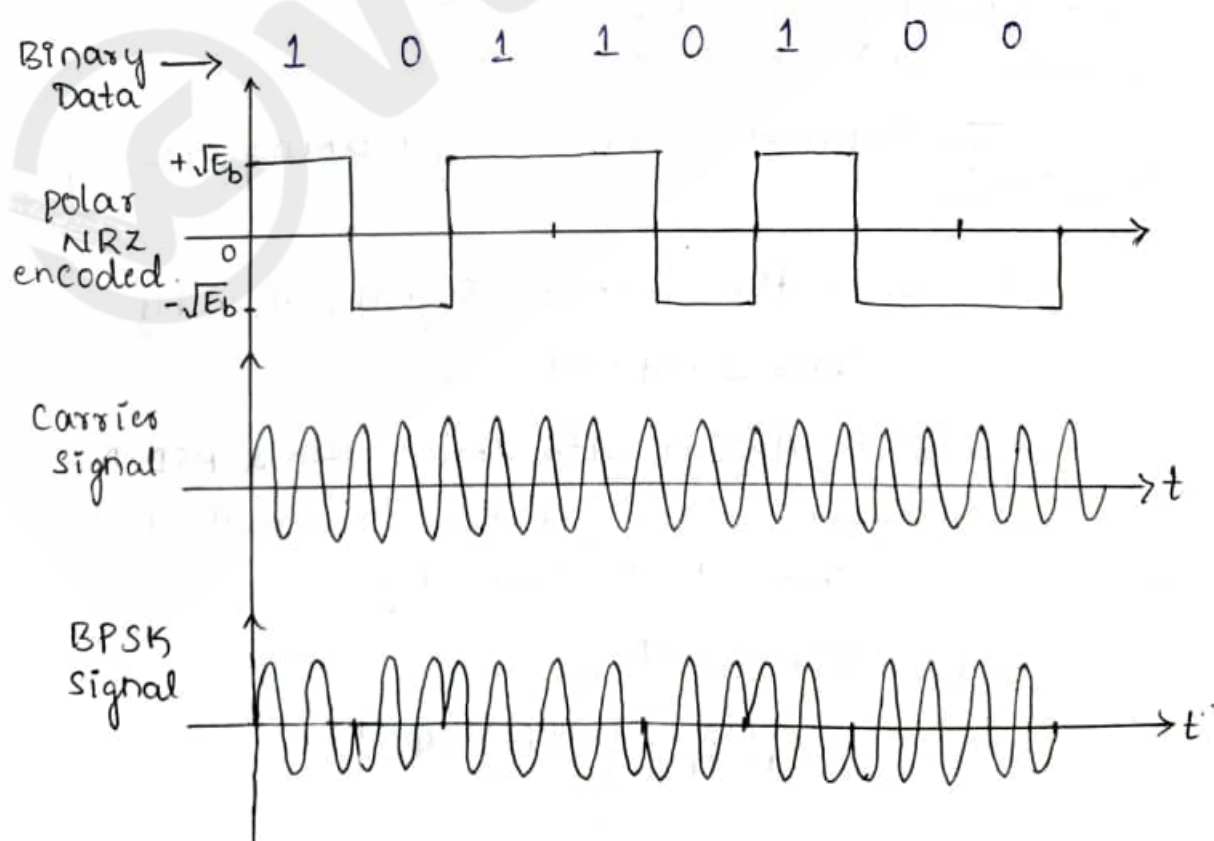 Binary → 1 0 1 1 0 1 0 0
Data
+√Eb
Polar
NRZ
encoded.
0
-√Eb
Carrier
Signal
t
BPSK
Signal
t